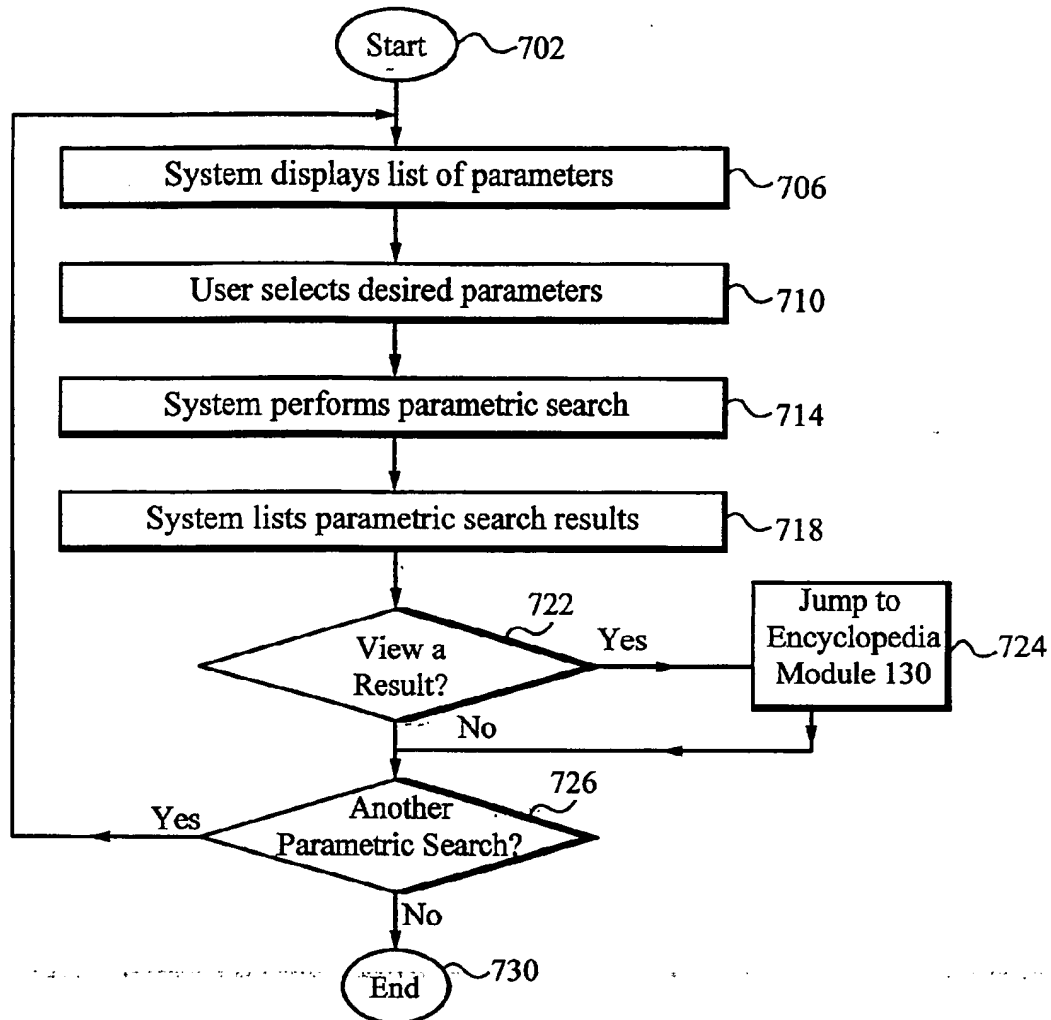 Start
702
System displays list of parameters
706
User selects desired parameters
710
System performs parametric search
714
System lists parametric search results
718
722
View a
Result?
Yes
Jump to
Encyclopedia
Module 130
724
No
726
Another
Parametric Search?
Yes
No
730
End